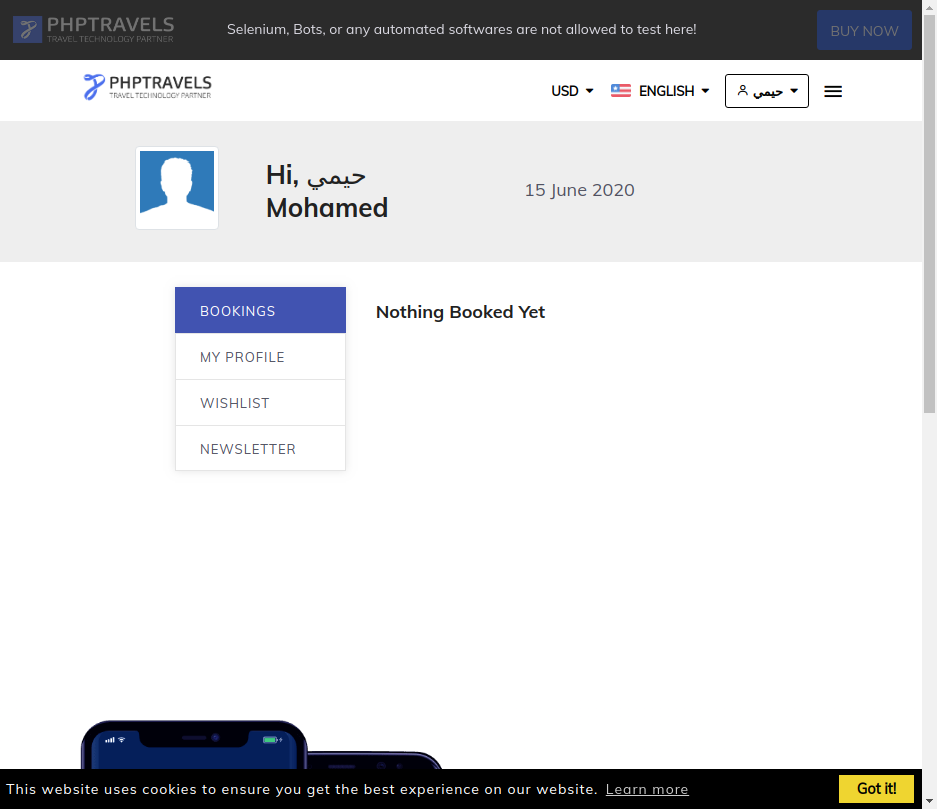 PHPTRAVELS
TRAVEL TECHNOLOGY PARTNER
Selenium, Bots, or any automated softwares are not allowed to test here!
BUY NOW
PHPTRAVELS
TRAVEL TECHNOLOGY PARTNER
USD
ENGLISH
حيمي
Hi, حيمي
Mohamed
15 June 2020
BOOKINGS
Nothing Booked Yet
MY PROFILE
WISHLIST
NEWSLETTER
This website uses cookies to ensure you get the best experience on our website. Learn more
Got it!